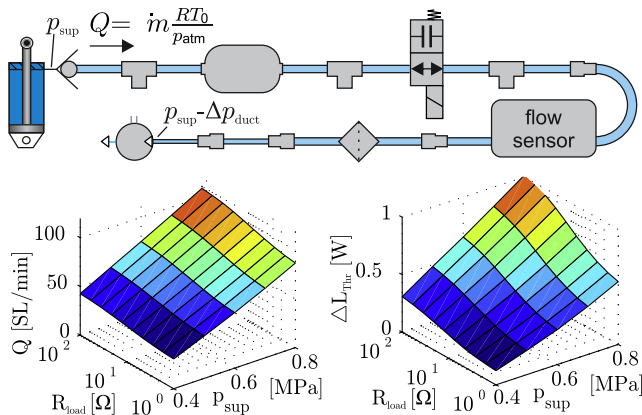 p_sup Q = ṁ RT₀/p_atm
p_sup-Δp_duct
flow
sensor
100
50
0
Q [SL/min]
10²
10¹
10⁰
R_load [Ω]
0.4
0.6
0.8
p_sup
[MPa]
1
0.5
0
ΔL_Thr [W]
10²
10¹
10⁰
R_load [Ω]
0.4
0.6
0.8
p_sup
[MPa]